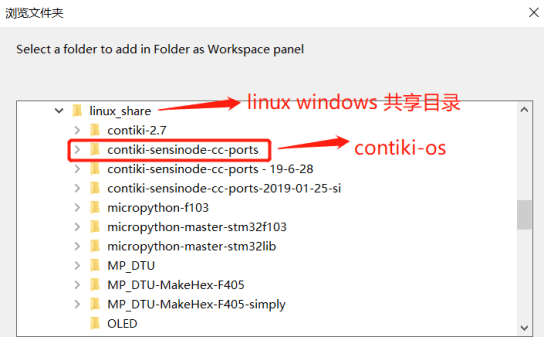 浏览文件夹
Select a folder to add in Folder as Workspace panel
linux_share
linux windows 共享目录
contiki-2.7
contiki-sensinode-cc-ports
contiki-os
contiki-sensinode-cc-ports - 19-6-28
contiki-sensinode-cc-ports-2019-01-25-si
micropython-f103
micropython-master-stm32f103
micropython-master-stm32lib
MP_DTU
MP_DTU-MakeHex-F405
MP_DTU-MakeHex-F405-simply
OLED